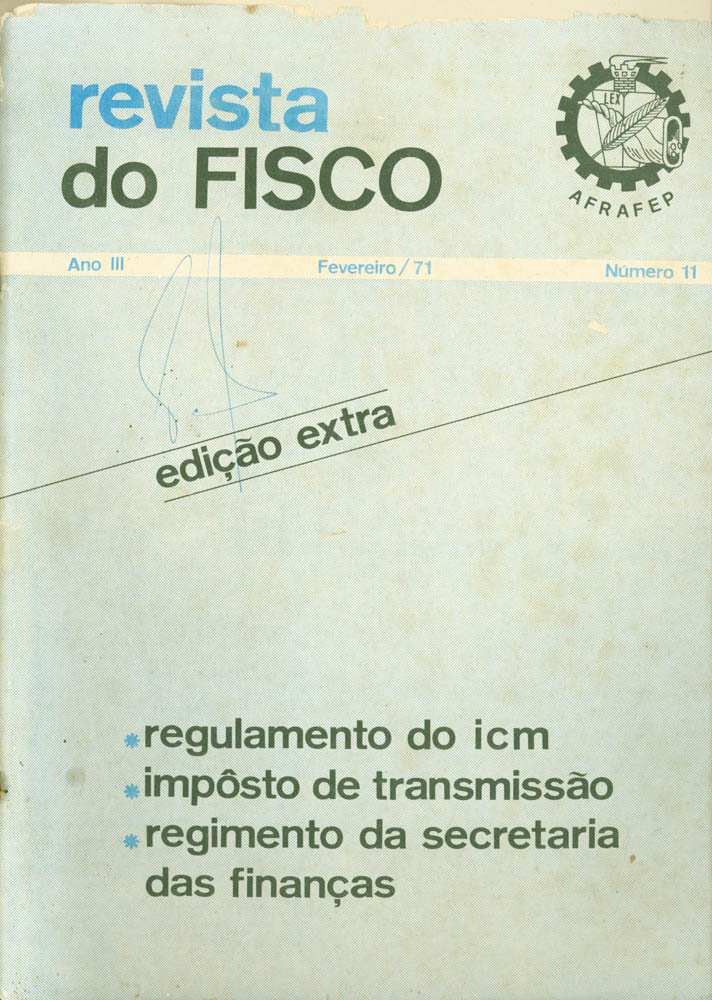 revista
do FISCO
LEX
AFRAFEP
Ano III
Fevereiro/71
Número 11
edição extra
*regulamento do icm
*impôsto de transmissão
*regimento da secretaria
das finanças